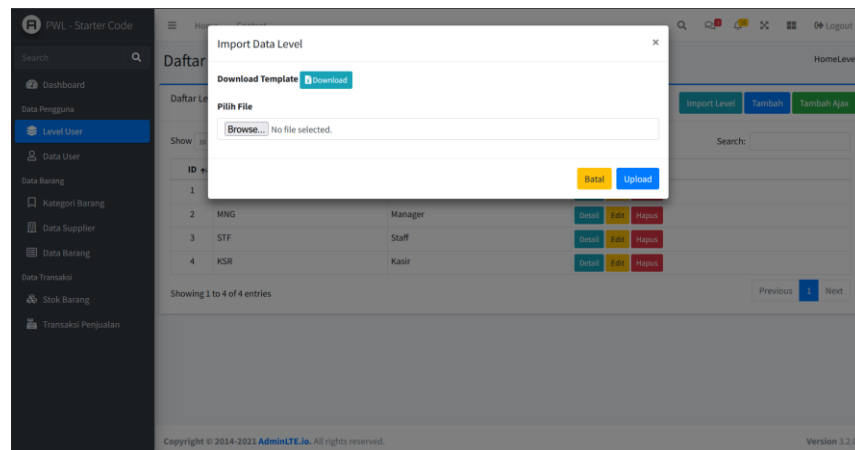 R PWL - Starter Code
Home Contact
Logout
Import Data Level
×
Search
Daftar
HomeLeve
Download Template Download
Dashboard
Data Pengguna
Daftar Le
Pilih File
Import Level Tambah Tambah Ajax
Level User
Browse... No file selected.
Show
Search:
Data User
Data Barang
ID
Batal Upload
1
Kategori Barang
2 MNG Manager Detail Edit Hapus
Data Supplier
3 STF Staff Detail Edit Hapus
Data Barang
4 KSR Kasir Detail Edit Hapus
Data Transaksi
Showing 1 to 4 of 4 entries
Previous 1 Next
Stok Barang
Transaksi Penjualan
Copyright © 2014-2021 AdminLTE.io. All rights reserved.
Version 3.2.0